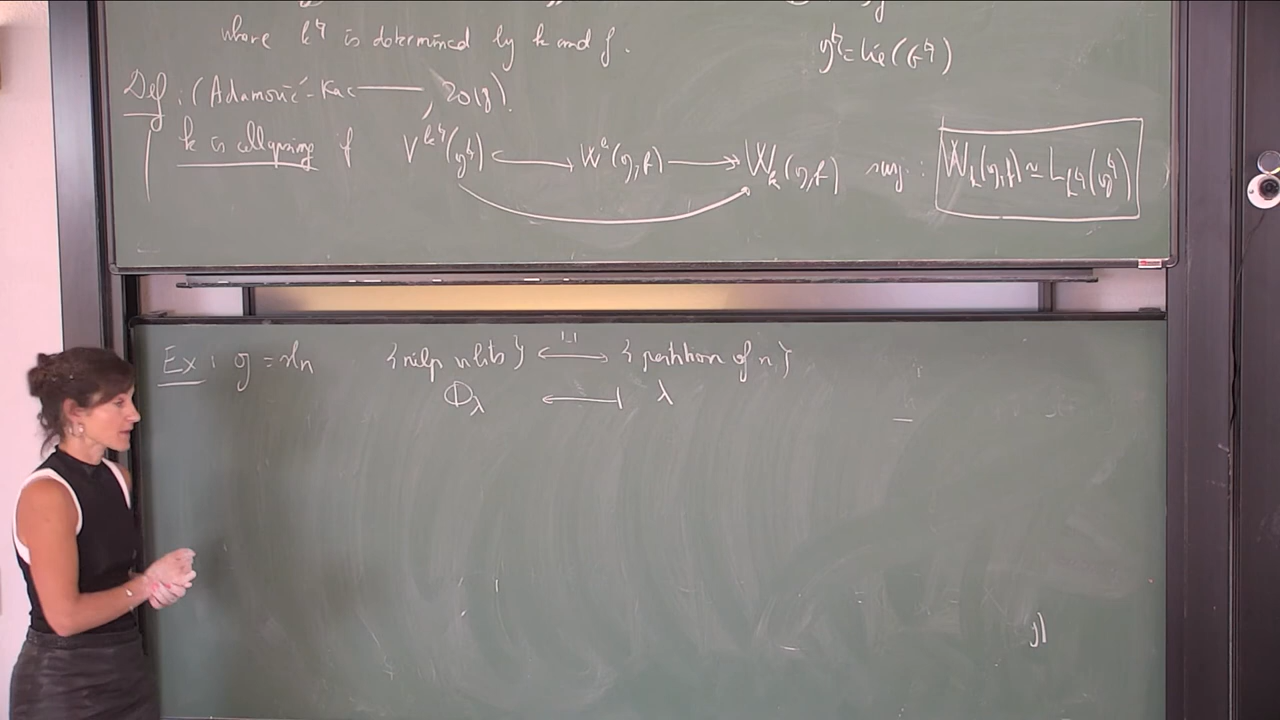 where k^♮ is determined by k and f.
g^♮ = Lie(G^♮)
Def: (Adamović-Kac——, 2018).
k is collapsing if V^{k^♮}(g^♮) ⟶ W^k(g,f) ↠ W_k(g,f) surj: W_k(g,f) ≃ L_{k^♮}(g^♮)
Ex: g = sl_n {nilp orbits} ⟷^{1-1} {partition of n}
𝕆_λ ⟻ λ